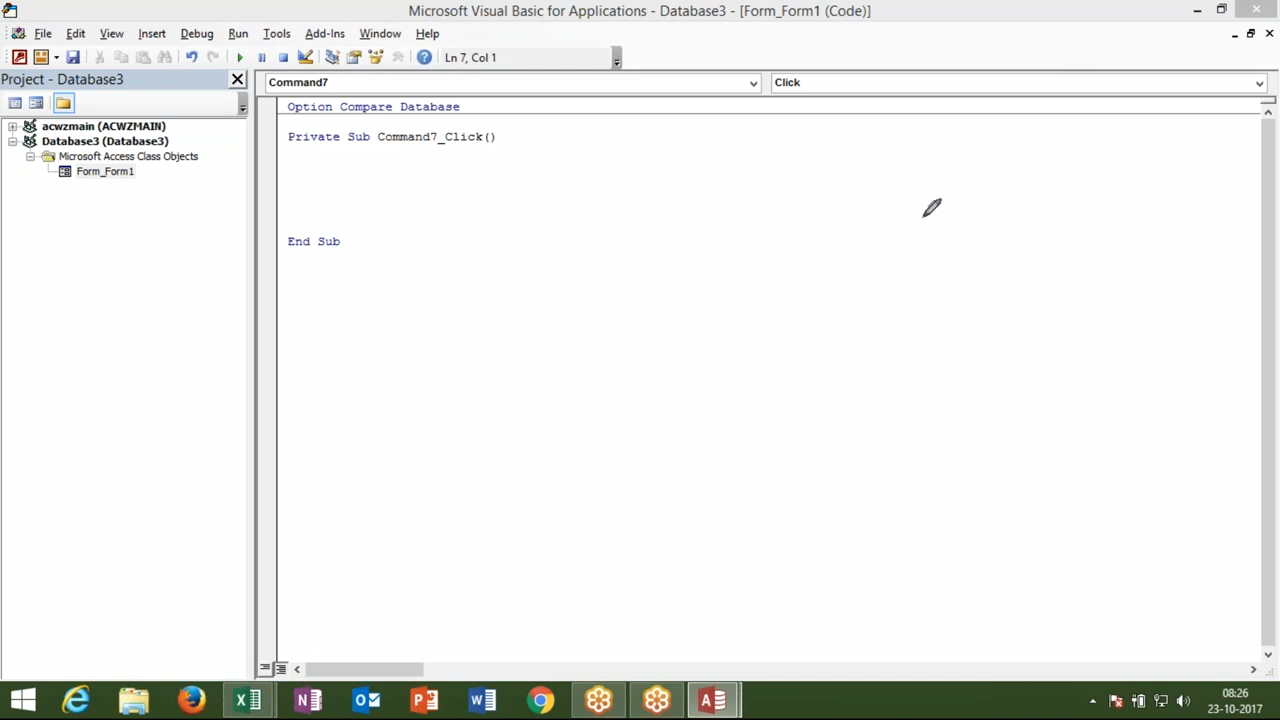 Microsoft Visual Basic for Applications - Database3 - [Form_Form1 (Code)]
File Edit View Insert Debug Run Tools Add-Ins Window Help
Ln 7, Col 1
Project - Database3
Command7
Click
acwzmain (ACWZMAIN)
Database3 (Database3)
Microsoft Access Class Objects
Form_Form1
Option Compare Database
Private Sub Command7_Click()
End Sub
08:26
23-10-2017